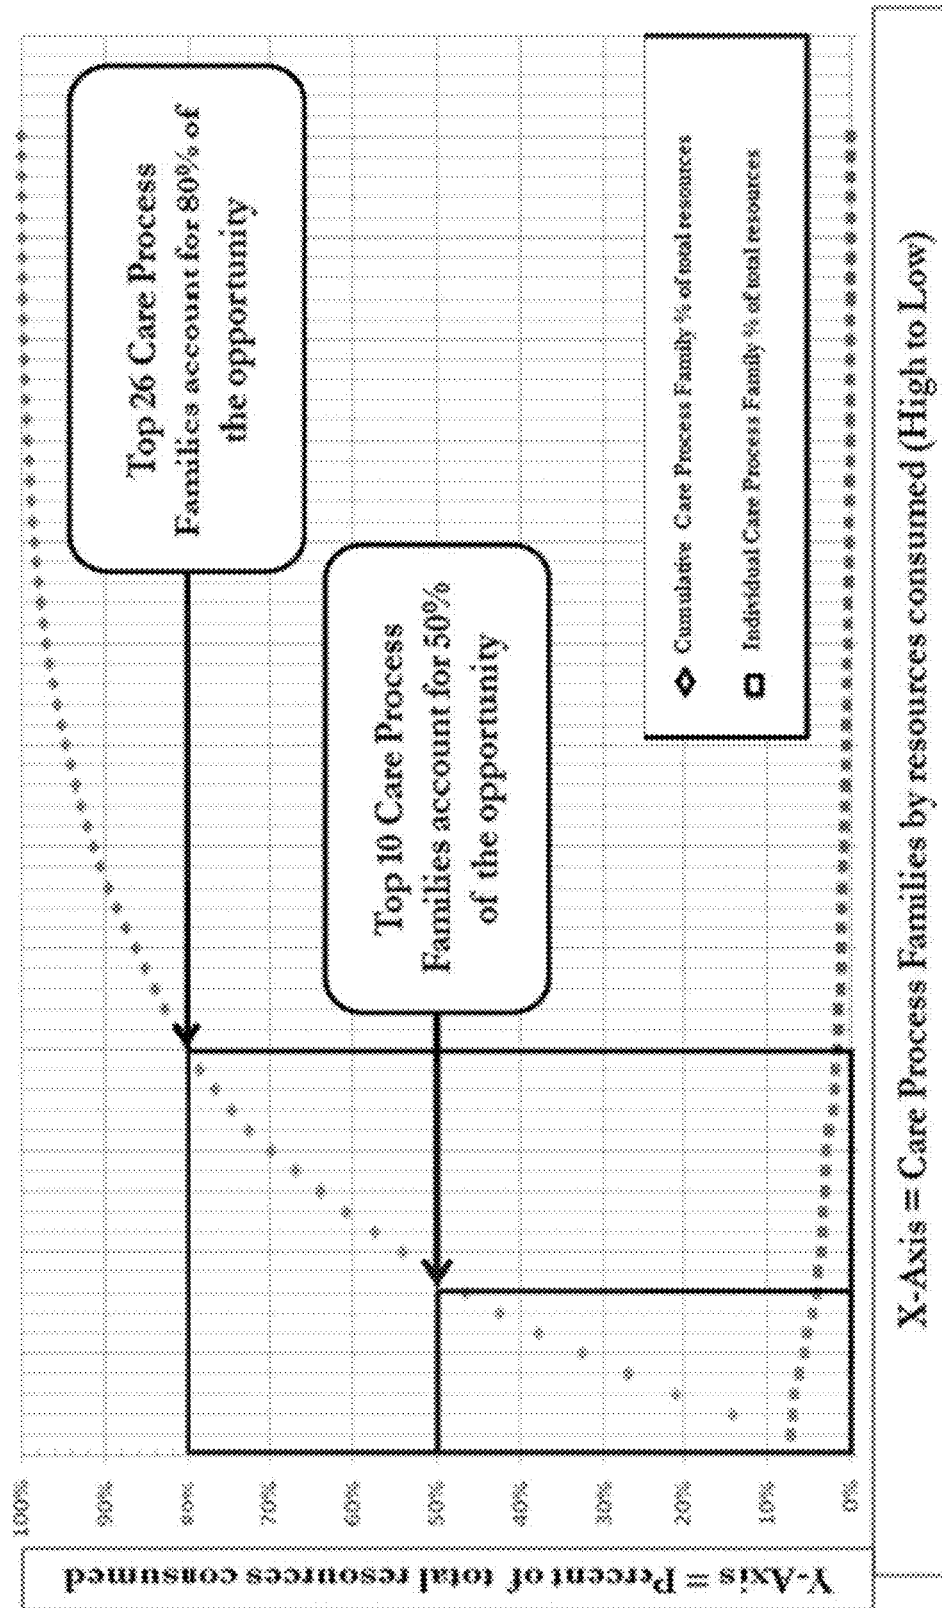 Y-Axis = Percent of total resources consumed
100%
90%
80%
70%
60%
50%
40%
30%
20%
10%
0%
Top 26 Care Process
Families account for 80% of
the opportunity
Top 10 Care Process
Families account for 50%
of the opportunity
Cumulative Care Process Family % of total resources
Individual Care Process Family % of total resources
X-Axis = Care Process Families by resources consumed (High to Low)